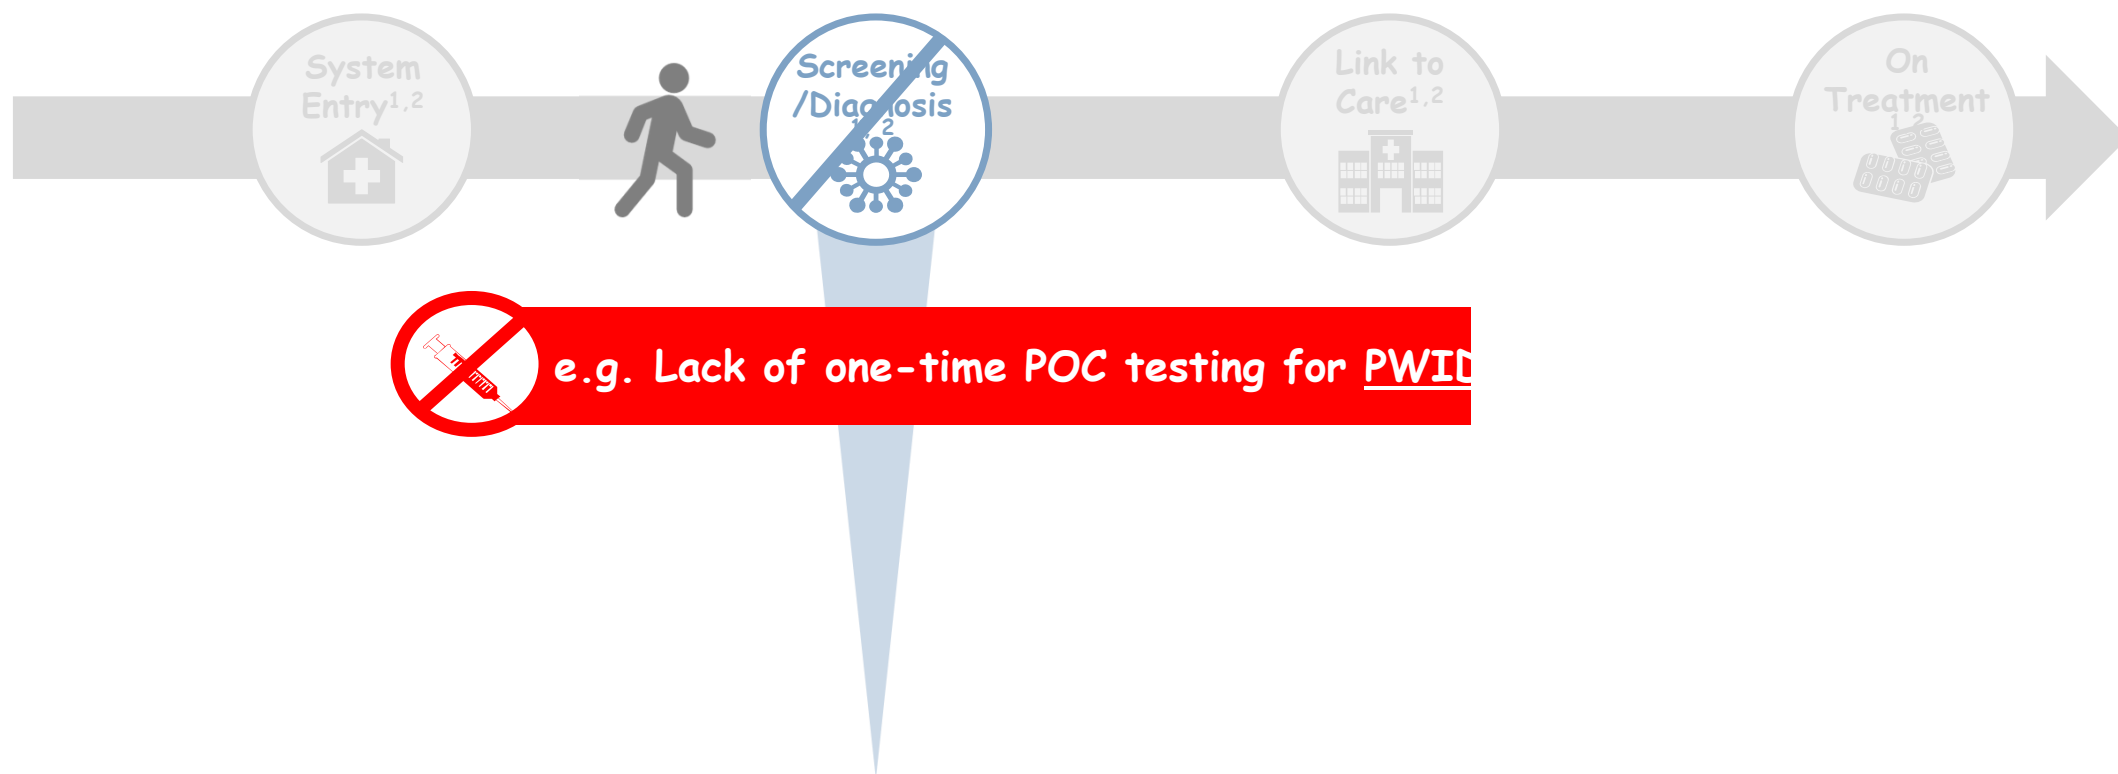 System
Entry1,2
Screening
/Diagnosis
1,2
Link to
Care1,2
On
Treatment
1,2
e.g. Lack of one-time POC testing for PWID